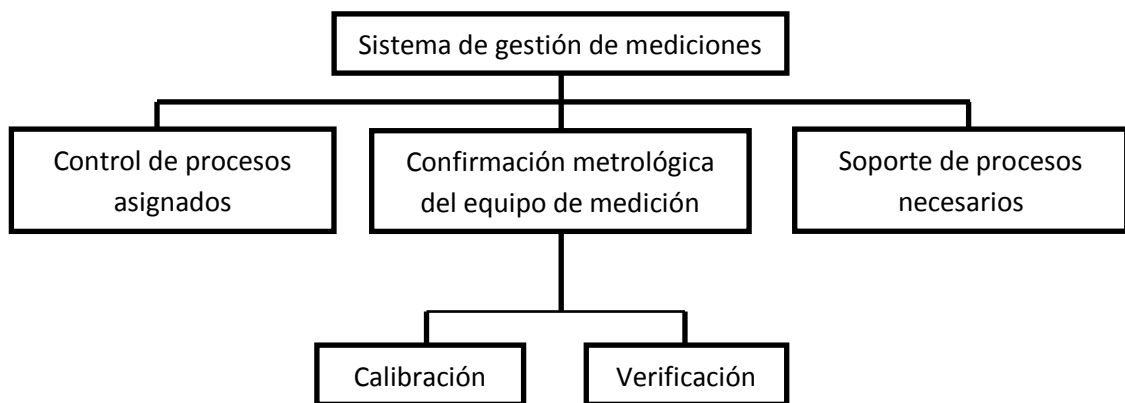 Sistema de gestión de mediciones
Control de procesos
asignados
Confirmación metrológica
del equipo de medición
Soporte de procesos
necesarios
Calibración
Verificación